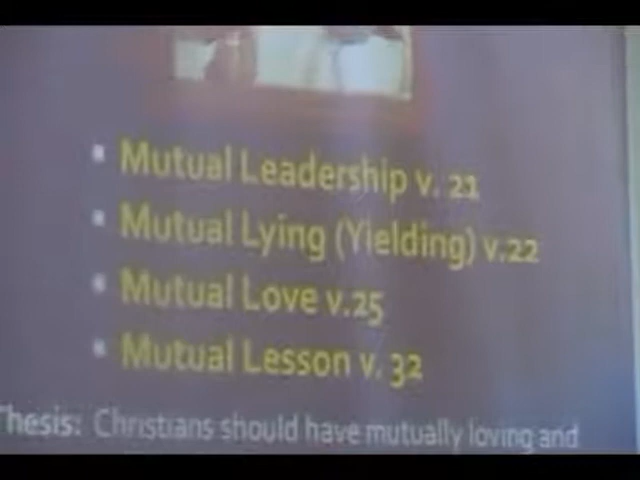 Mutual Leadership v. 21
Mutual Lying (Yielding) v.22
Mutual Love v.25
Mutual Lesson v. 32
Thesis: Christians should have mutually loving and